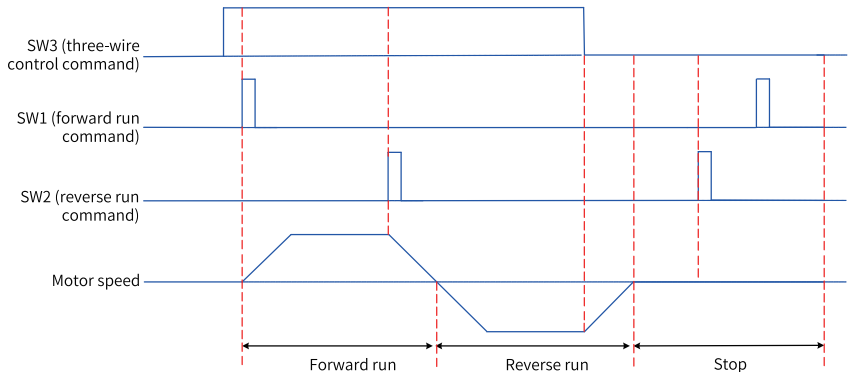 SW3 (three-wire
control command)
SW1 (forward run
command)
SW2 (reverse run
command)
Motor speed
Forward run
Reverse run
Stop